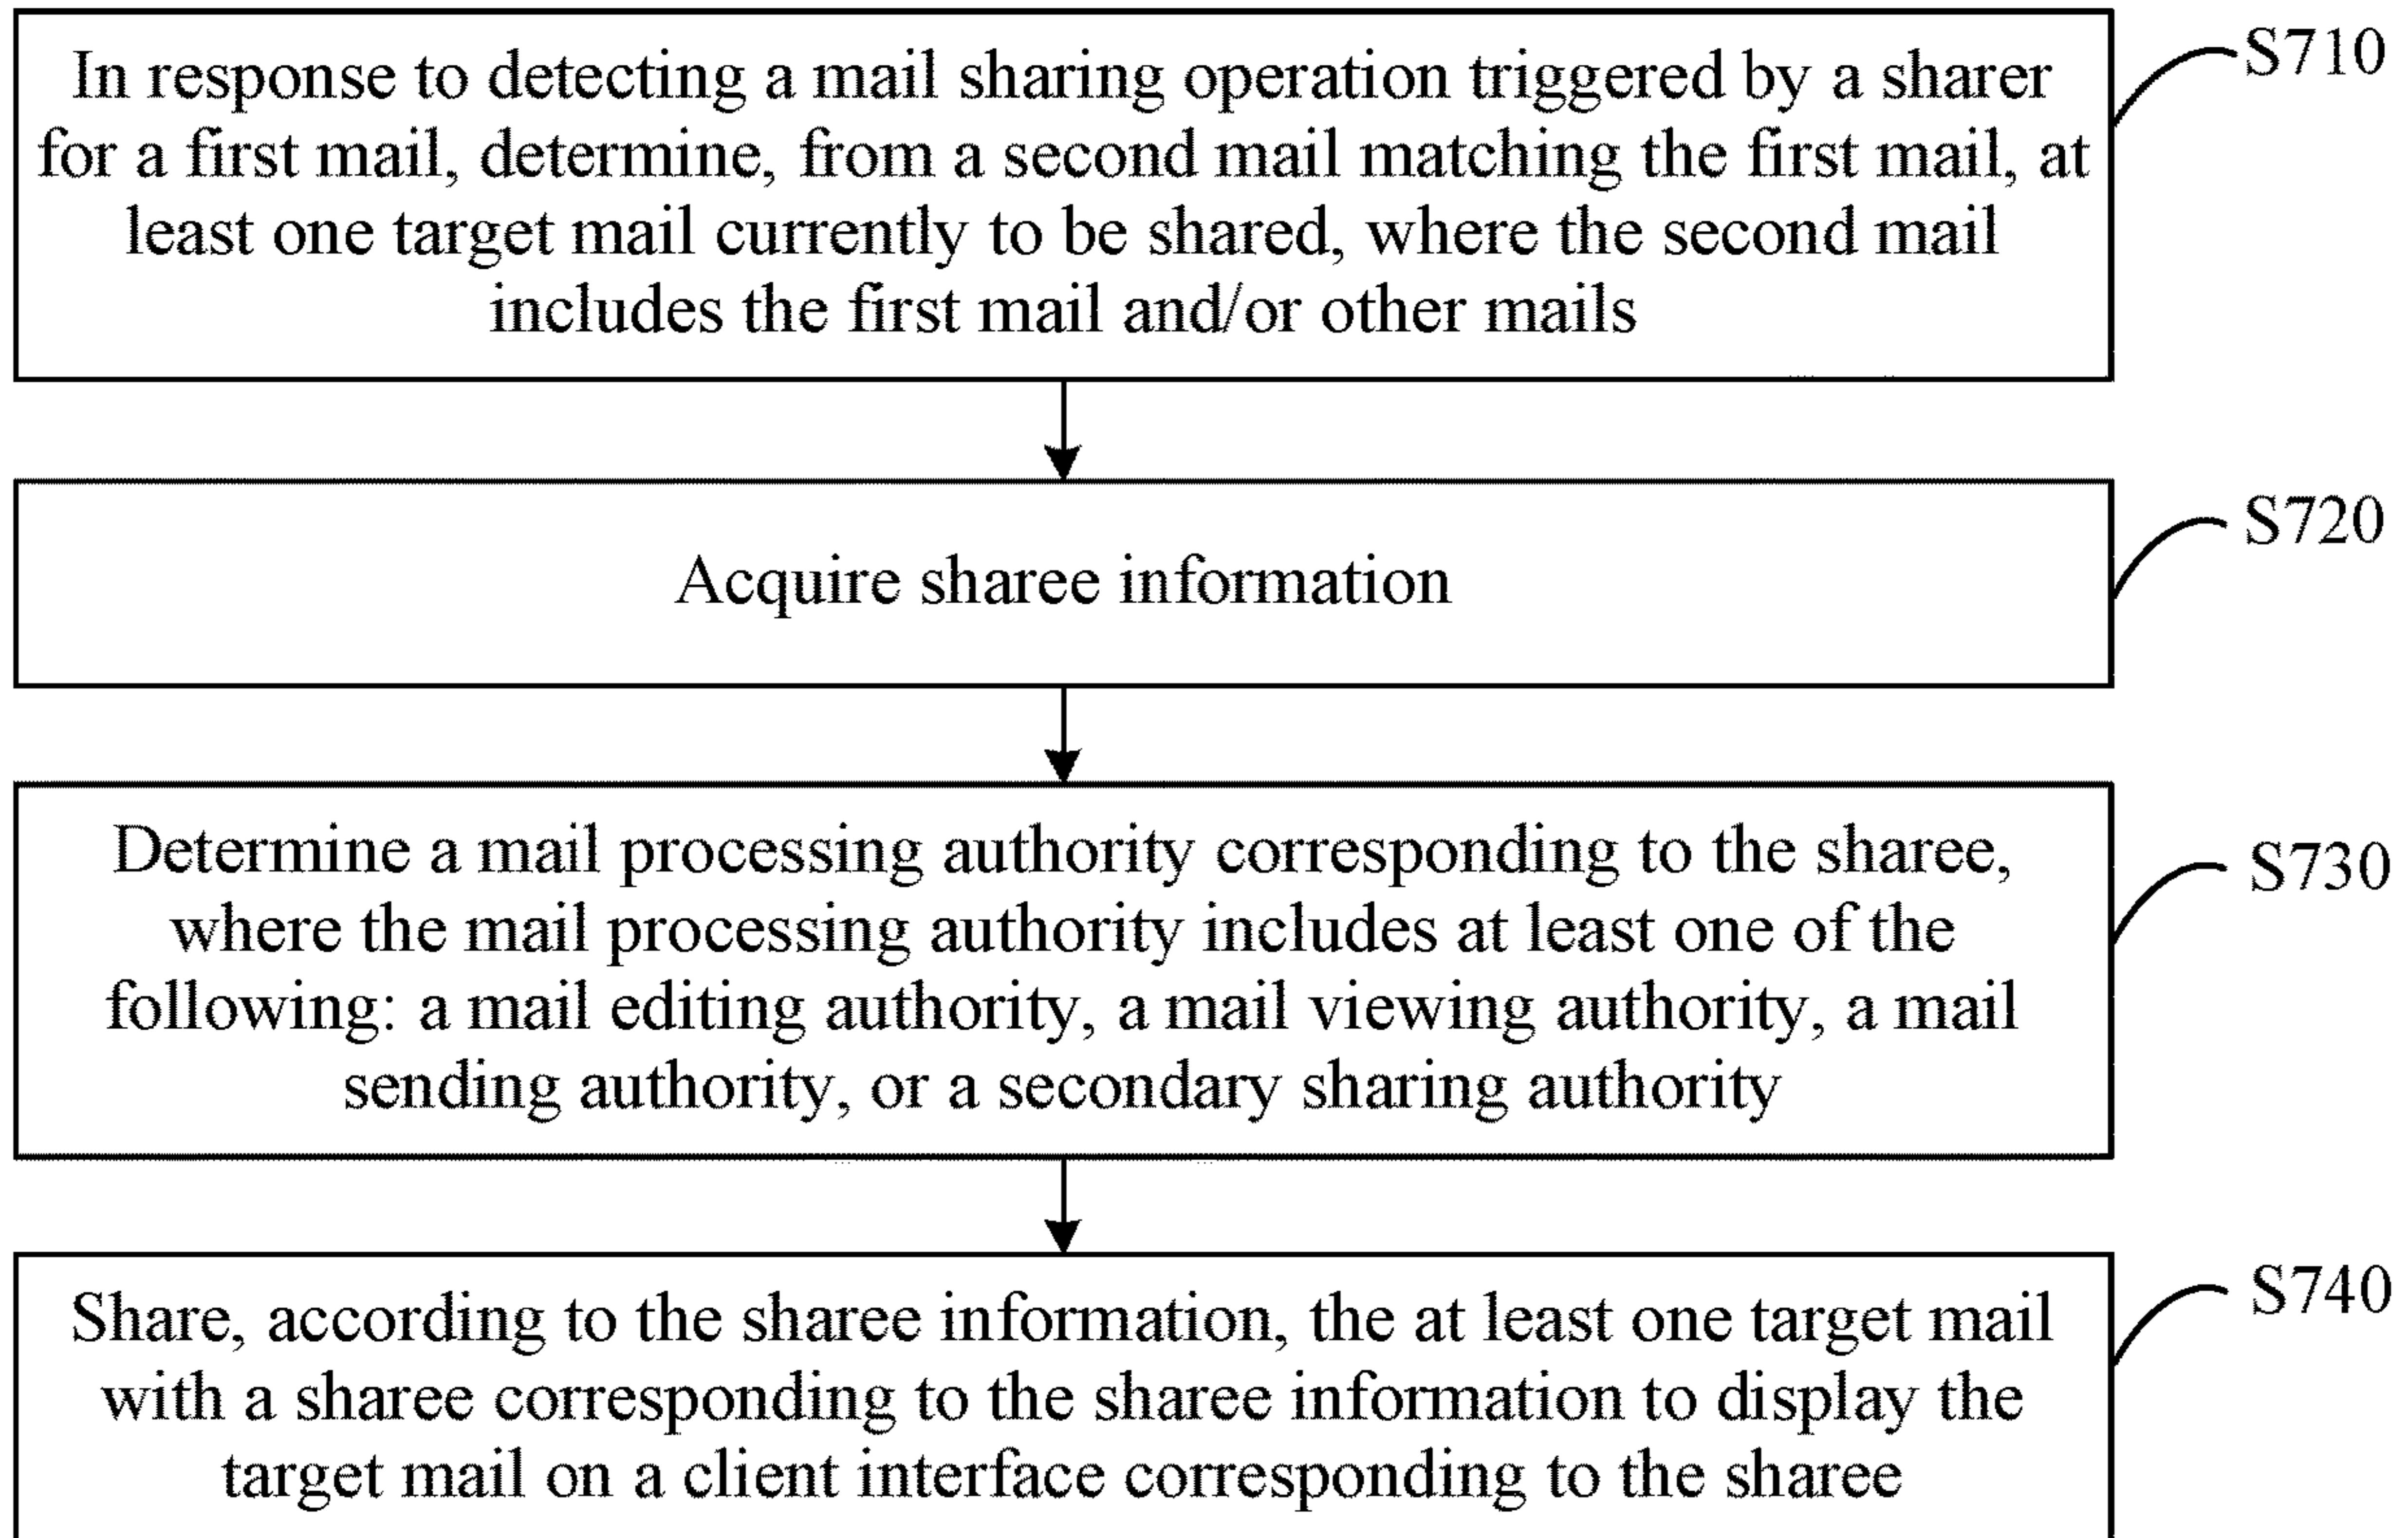 In response to detecting a mail sharing operation triggered by a sharer
for a first mail, determine, from a second mail matching the first mail, at
least one target mail currently to be shared, where the second mail
includes the first mail and/or other mails
S710
Acquire sharee information
S720
Determine a mail processing authority corresponding to the sharee,
where the mail processing authority includes at least one of the
following: a mail editing authority, a mail viewing authority, a mail
sending authority, or a secondary sharing authority
S730
Share, according to the sharee information, the at least one target mail
with a sharee corresponding to the sharee information to display the
target mail on a client interface corresponding to the sharee
S740